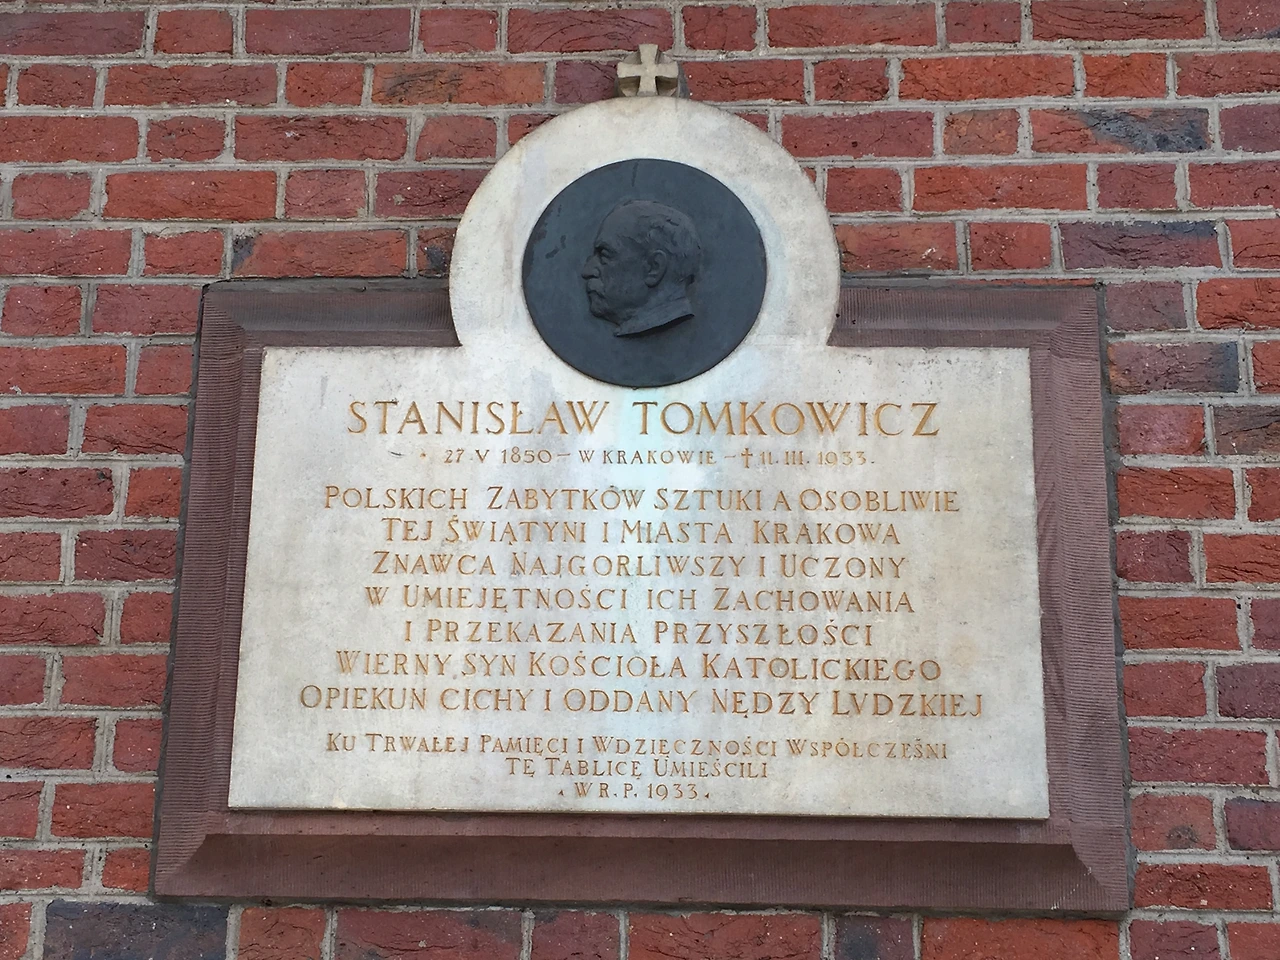 STANISŁAW TOMKOWICZ
* 27.V 1850 – W KRAKOWIE – † 11.III.1933.
POLSKICH ZABYTKÓW SZTUKI A OSOBLIWIE
TEJ ŚWIĄTYNI I MIASTA KRAKOWA
ZNAWCA NAJGORLIWSZY I UCZONY
W UMIEJĘTNOŚCI ICH ZACHOWANIA
I PRZEKAZANIA PRZYSZŁOŚCI
WIERNY SYN KOŚCIOŁA KATOLICKIEGO
OPIEKUN CICHY I ODDANY NĘDZY LVDZKIEJ
KU TRWAŁEJ PAMIĘCI I WDZIĘCZNOŚCI WSPÓŁCZEŚNI
TĘ TABLICĘ UMIEŚCILI
. W R.P. 1933 .